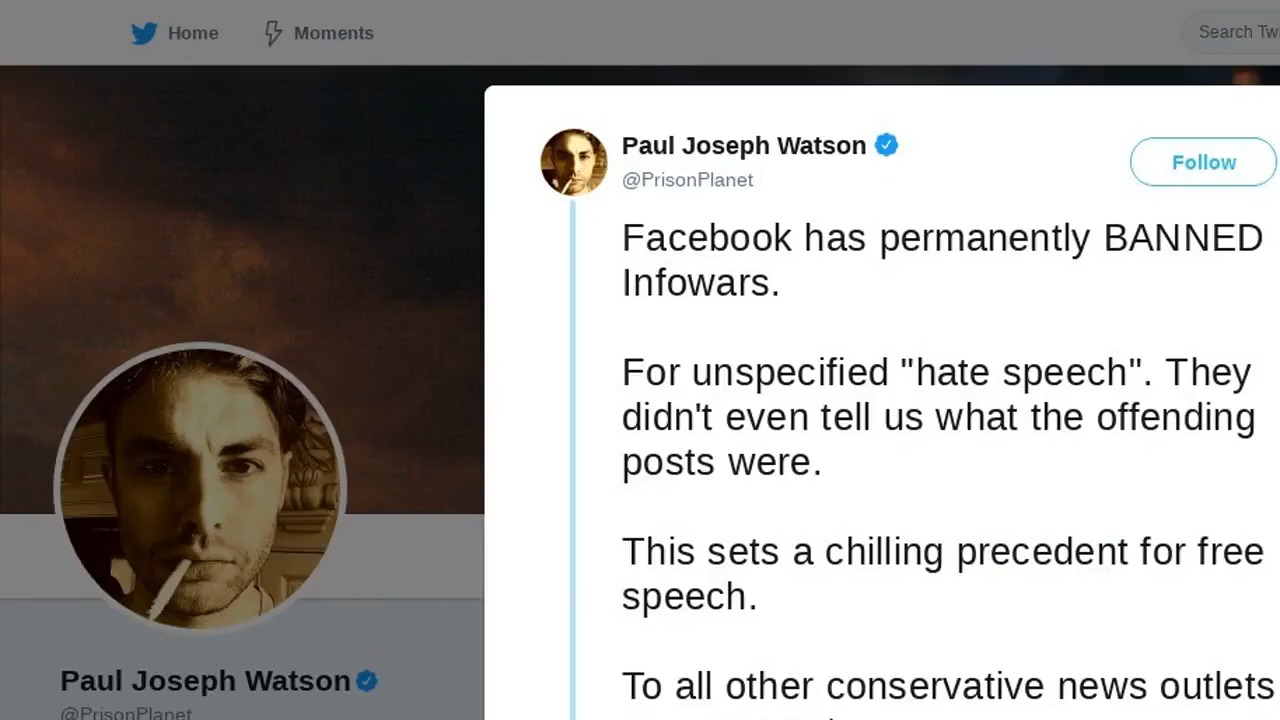 Home
Moments
Search Tw
Paul Joseph Watson
@PrisonPlanet
Follow
Facebook has permanently BANNED
Infowars.
For unspecified "hate speech". They
didn't even tell us what the offending
posts were.
This sets a chilling precedent for free
speech.
To all other conservative news outlets
Paul Joseph Watson
@PrisonPlanet